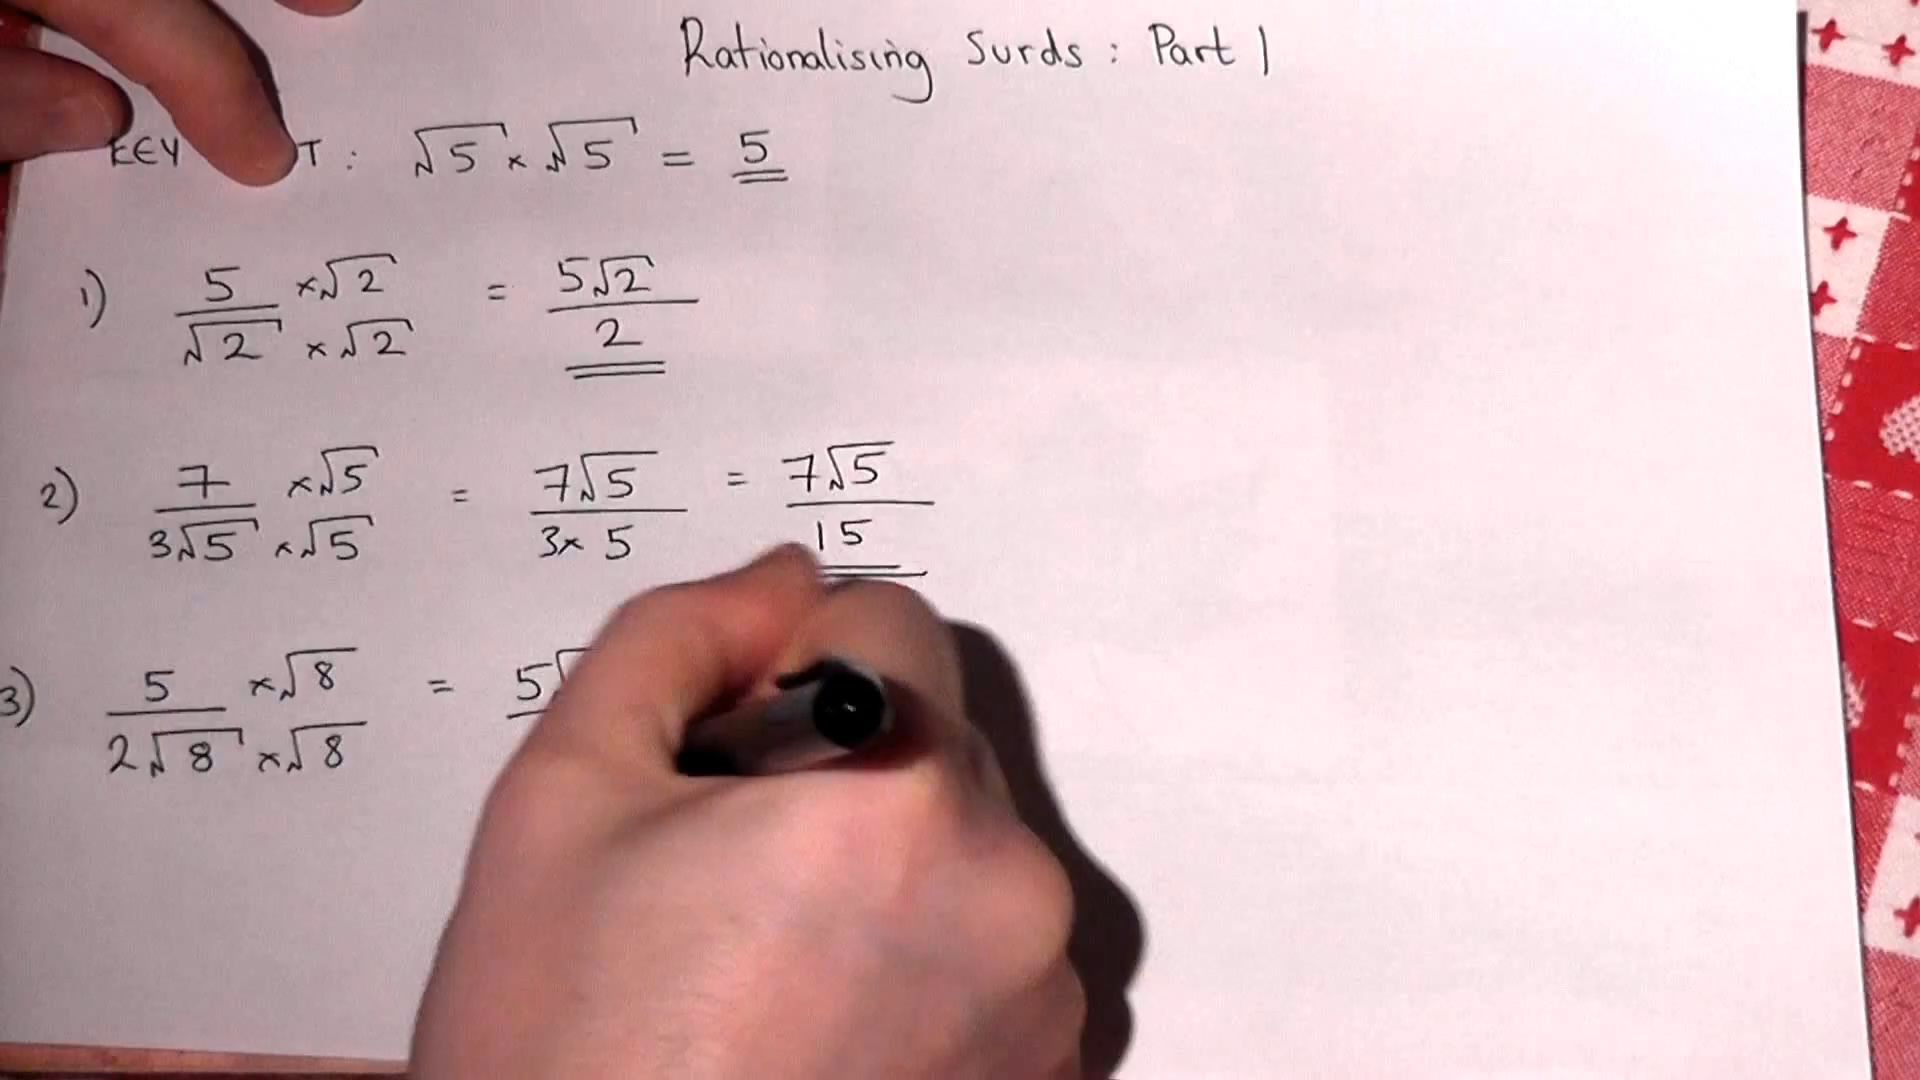 Rationalising Surds : Part 1
KEY T : √5 × √5 = 5
1) 5/√2 ×√2/×√2 = 5√2/2
2) 7/3√5 ×√5/×√5 = 7√5/3×5 = 7√5/15
3) 5/2√8 ×√8/×√8 = 5√